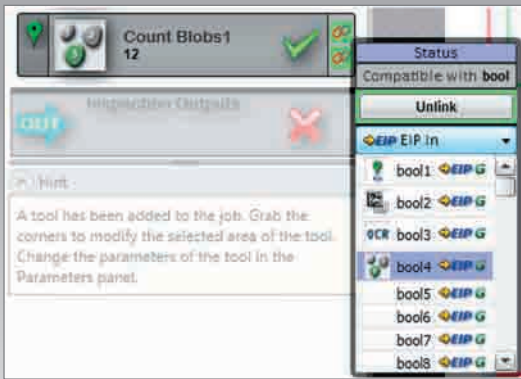 Count Blobs1
12
Inspection Outputs
OUT
Hint
A tool has been added to the job. Grab the
corners to modify the selected area of the tool.
Change the parameters of the tool in the
Parameters panel.
Status
Compatible with bool
Unlink
EIP EIP In
bool1 EIP G
bool2 EIP G
OCR bool3 EIP G
bool4 EIP G
bool5 EIP G
bool6 EIP G
bool7 EIP G
bool8 EIP G